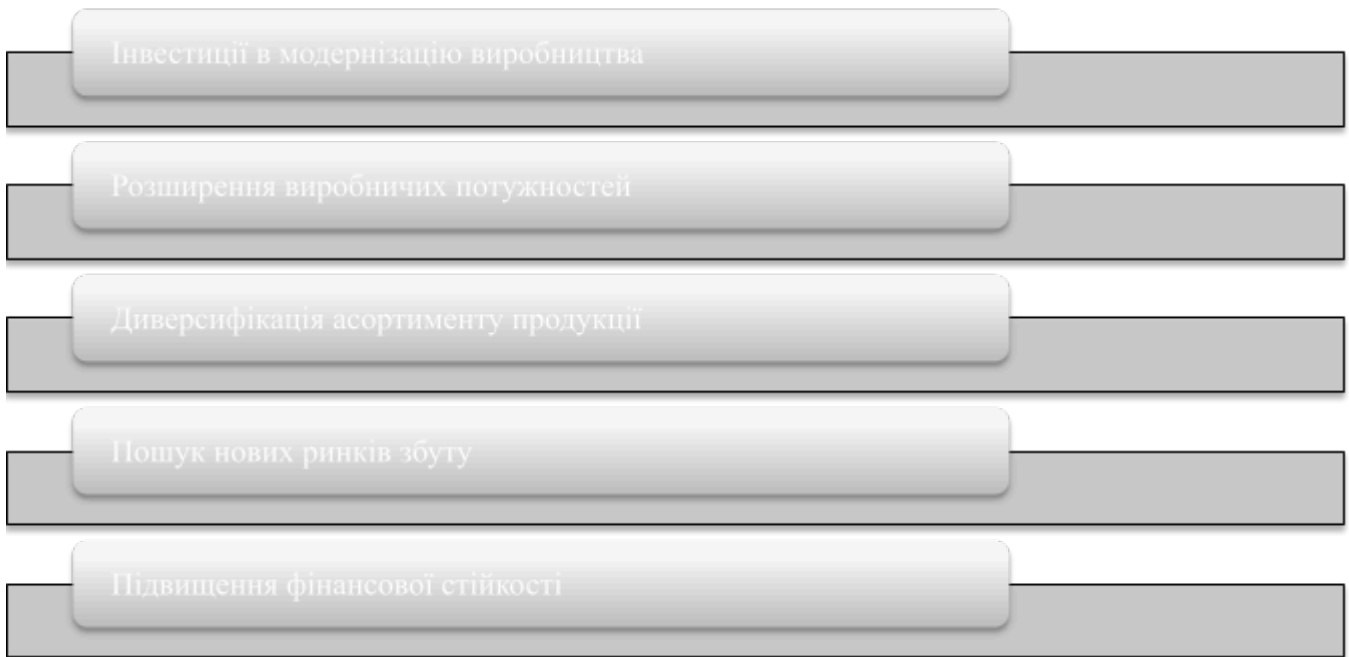 Інвестиції в модернізацію виробництва
Розширення виробничих потужностей
Диверсифікація асортименту продукції
Пошук нових ринків збуту
Підвищення фінансової стійкості